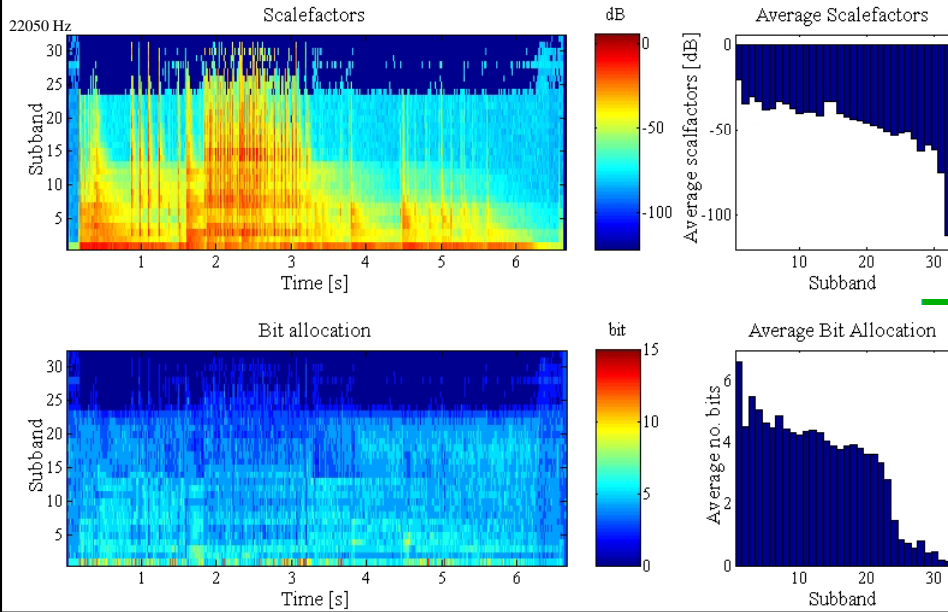 Scalefactors
22050 Hz
30
25
20
15
10
5
Subband
1 2 3 4 5 6
Time [s]
dB
0
-50
-100
Average Scalefactors
0
-50
-100
Average scalfactors [dB]
10 20 30
Subband
Bit allocation
30
25
20
15
10
5
Subband
1 2 3 4 5 6
Time [s]
bit
15
10
5
0
Average Bit Allocation
6
4
2
0
Average no. bits
10 20 30
Subband